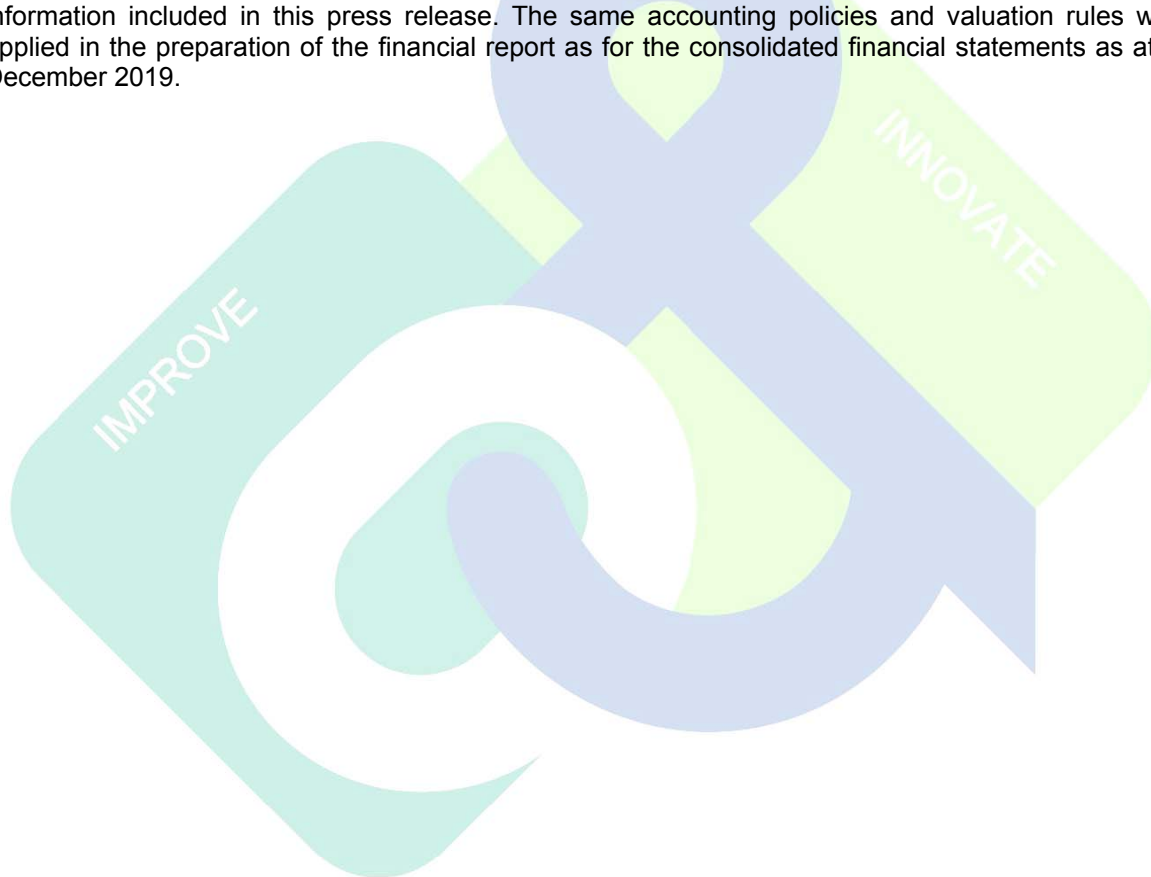 nformation included in this press release. The same accounting policies and valuation rules w
pplied in the preparation of the financial report as for the consolidated financial statements as at
December 2019.
INNOVATE
IMPROVE
&